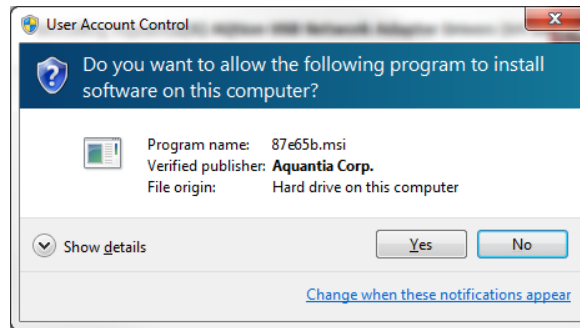 User Account Control
Do you want to allow the following program to install
software on this computer?
Program name: 87e65b.msi
Verified publisher: Aquantia Corp.
File origin: Hard drive on this computer
Show details
Yes
No
Change when these notifications appear